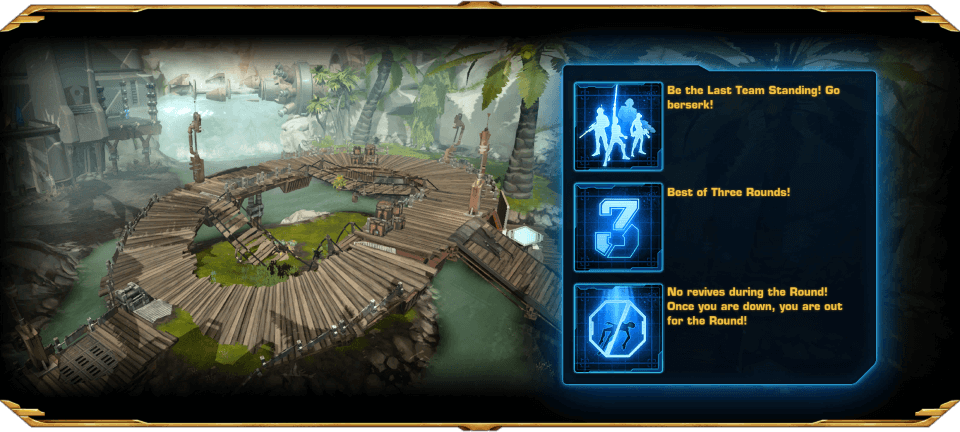 Be the Last Team Standing! Go
berserk!
3
Best of Three Rounds!
No revives during the Round!
Once you are down, you are out
for the Round!